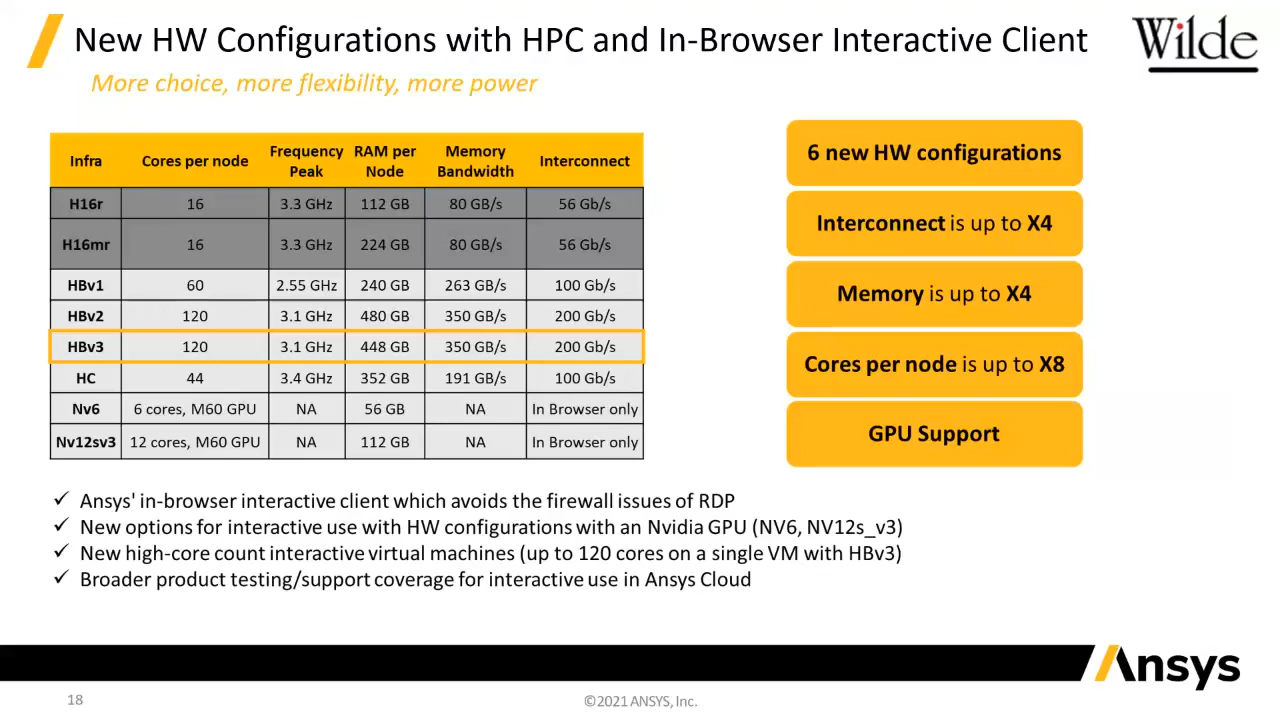 New HW Configurations with HPC and In-Browser Interactive Client
Wilde
More choice, more flexibility, more power
Infra Cores per node Frequency Peak RAM per Node Memory Bandwidth Interconnect
H16r 16 3.3 GHz 112 GB 80 GB/s 56 Gb/s
H16mr 16 3.3 GHz 224 GB 80 GB/s 56 Gb/s
HBv1 60 2.55 GHz 240 GB 263 GB/s 100 Gb/s
HBv2 120 3.1 GHz 480 GB 350 GB/s 200 Gb/s
HBv3 120 3.1 GHz 448 GB 350 GB/s 200 Gb/s
HC 44 3.4 GHz 352 GB 191 GB/s 100 Gb/s
Nv6 6 cores, M60 GPU NA 56 GB NA In Browser only
Nv12sv3 12 cores, M60 GPU NA 112 GB NA In Browser only
6 new HW configurations
Interconnect is up to X4
Memory is up to X4
Cores per node is up to X8
GPU Support
✓ Ansys' in-browser interactive client which avoids the firewall issues of RDP
✓ New options for interactive use with HW configurations with an Nvidia GPU (NV6, NV12s_v3)
✓ New high-core count interactive virtual machines (up to 120 cores on a single VM with HBv3)
✓ Broader product testing/support coverage for interactive use in Ansys Cloud
Ansys
18
©2021 ANSYS, Inc.